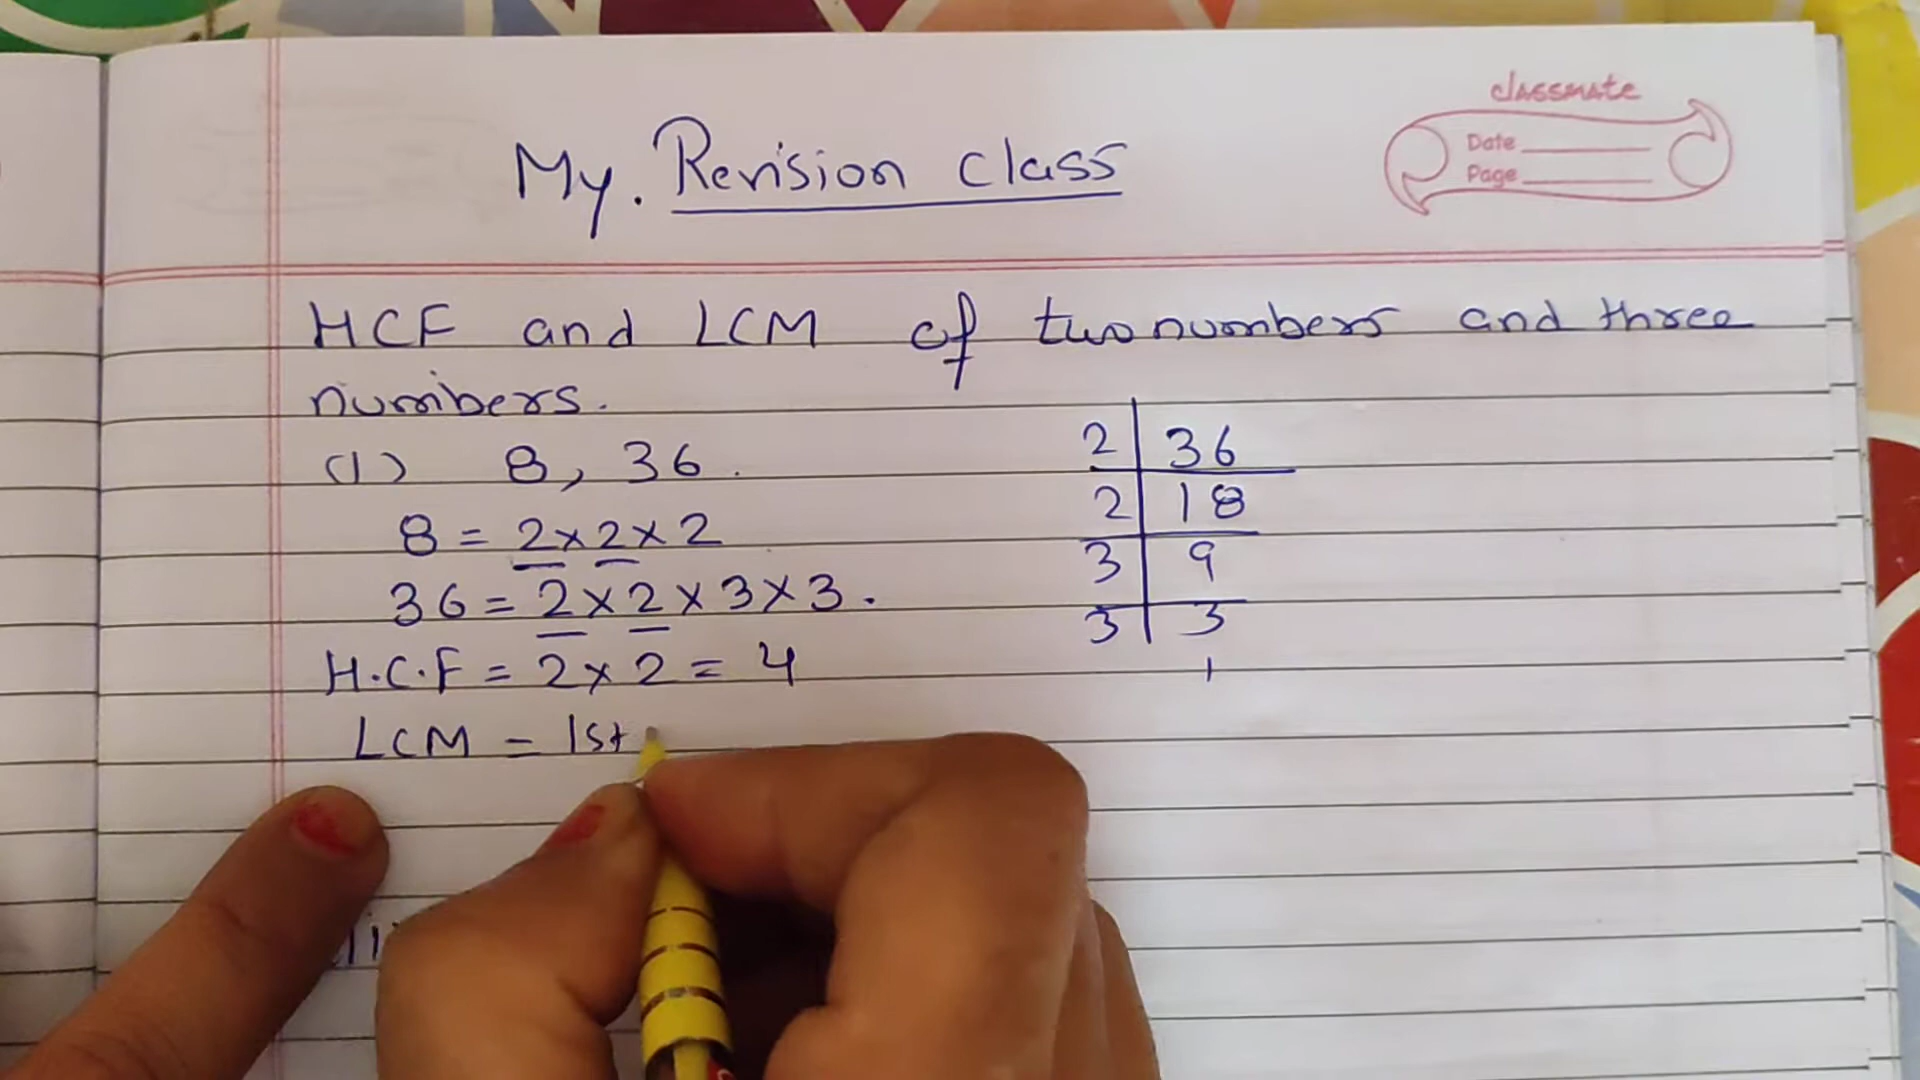 classmate
Date
Page
My. Revision class
HCF and LCM of two numbers and three
numbers.
(1) 8, 36.
8 = 2×2×2
36 = 2×2×3×3.
H.C.F = 2×2 = 4
LCM = 1st
2 36
2 18
3 9
3 3
1